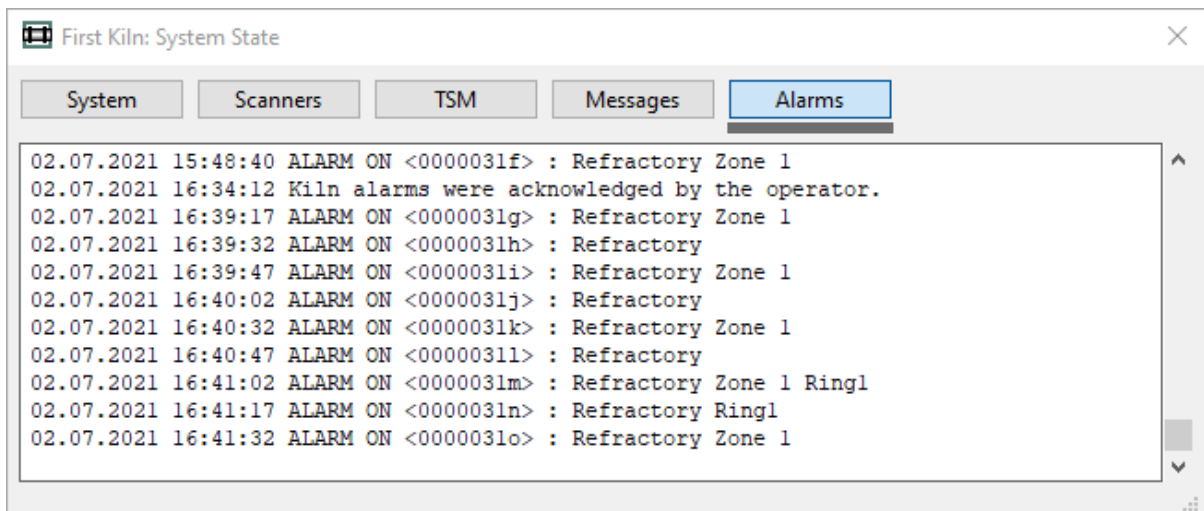 First Kiln: System State
System Scanners TSM Messages Alarms
02.07.2021 15:48:40 ALARM ON <0000031f> : Refractory Zone 1
02.07.2021 16:34:12 Kiln alarms were acknowledged by the operator.
02.07.2021 16:39:17 ALARM ON <0000031g> : Refractory Zone 1
02.07.2021 16:39:32 ALARM ON <0000031h> : Refractory
02.07.2021 16:39:47 ALARM ON <0000031i> : Refractory Zone 1
02.07.2021 16:40:02 ALARM ON <0000031j> : Refractory
02.07.2021 16:40:32 ALARM ON <0000031k> : Refractory Zone 1
02.07.2021 16:40:47 ALARM ON <0000031l> : Refractory
02.07.2021 16:41:02 ALARM ON <0000031m> : Refractory Zone 1 Ring1
02.07.2021 16:41:17 ALARM ON <0000031n> : Refractory Ring1
02.07.2021 16:41:32 ALARM ON <0000031o> : Refractory Zone 1